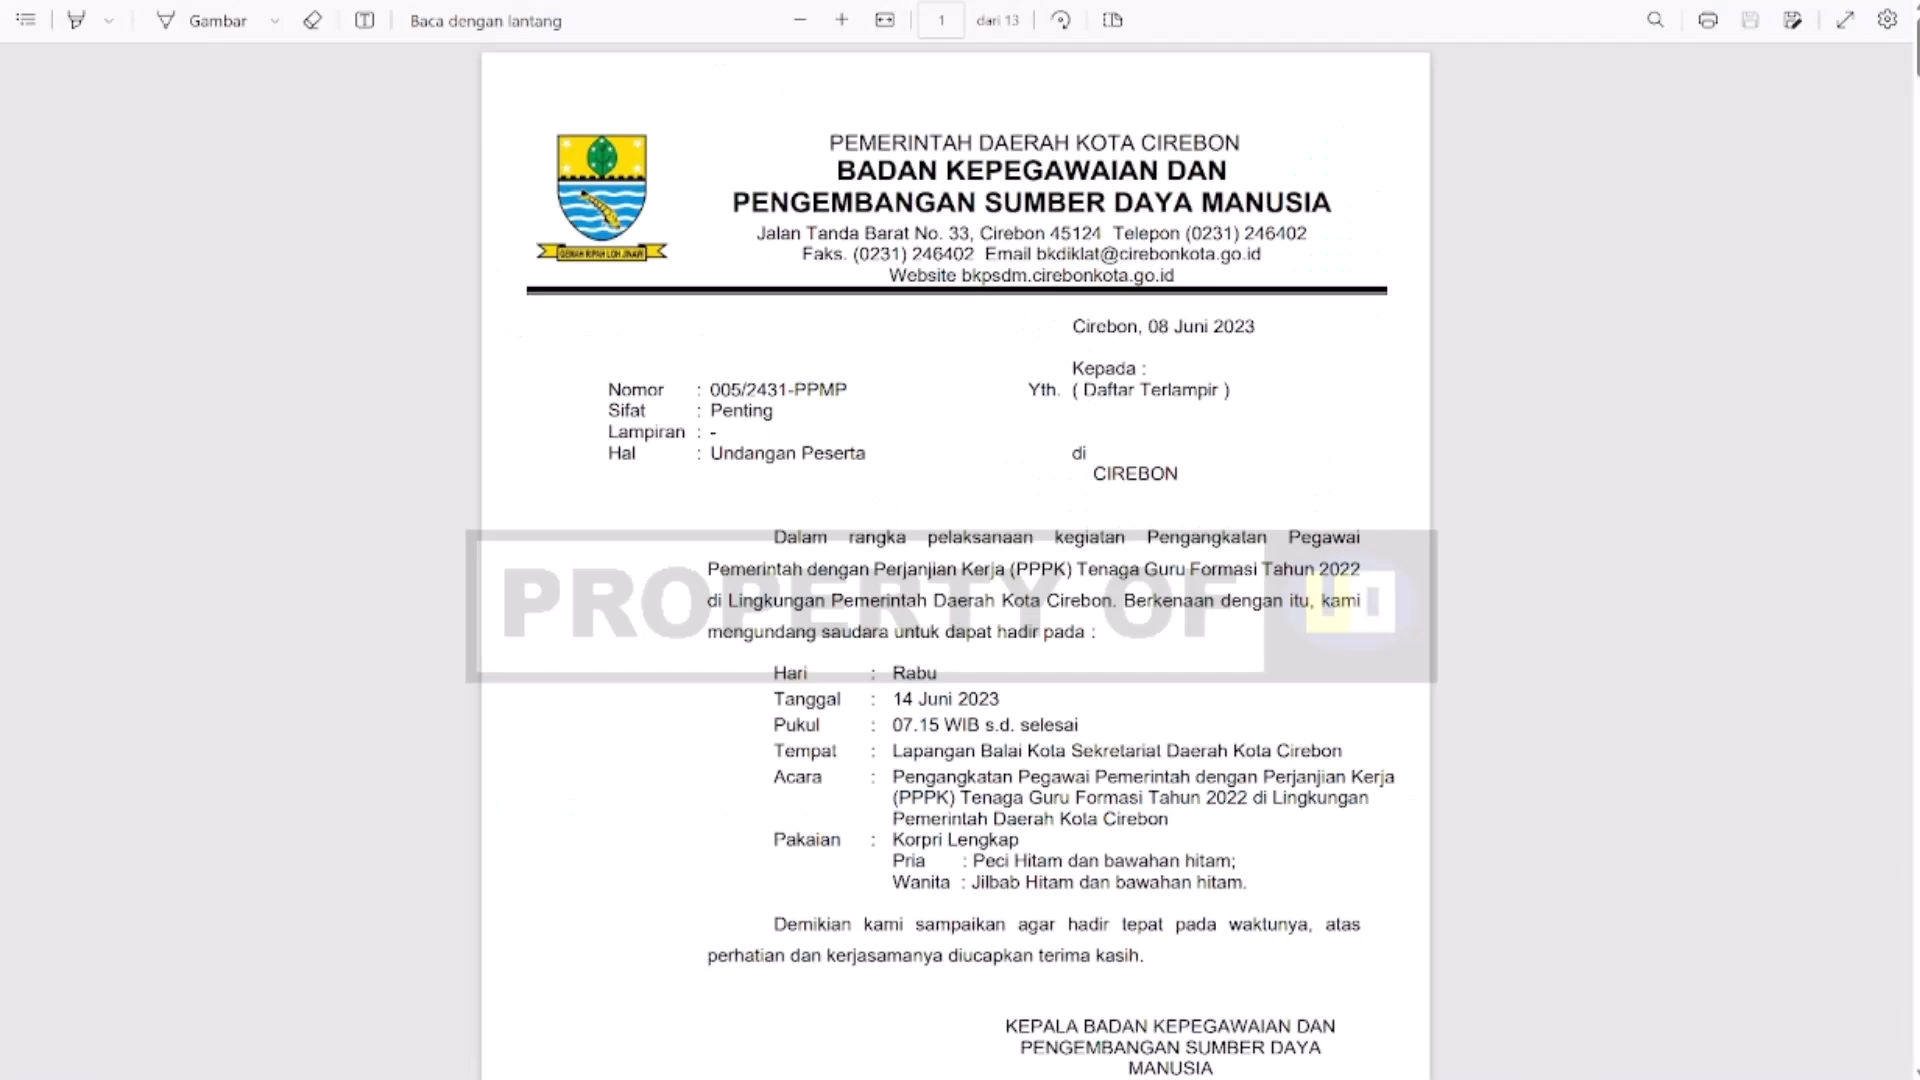 Gambar
Baca dengan lantang
1 dari 13
PEMERINTAH DAERAH KOTA CIREBON
BADAN KEPEGAWAIAN DAN
PENGEMBANGAN SUMBER DAYA MANUSIA
Jalan Tanda Barat No. 33, Cirebon 45124 Telepon (0231) 246402
Faks. (0231) 246402 Email bkdiklat@cirebonkota.go.id
Website bkpsdm.cirebonkota.go.id
GEMAH RIPAH LOH JINAWI
Cirebon, 08 Juni 2023
Kepada :
Nomor : 005/2431-PPMP Yth. ( Daftar Terlampir )
Sifat : Penting
Lampiran : -
Hal : Undangan Peserta di
CIREBON
Dalam rangka pelaksanaan kegiatan Pengangkatan Pegawai
Pemerintah dengan Perjanjian Kerja (PPPK) Tenaga Guru Formasi Tahun 2022
di Lingkungan Pemerintah Daerah Kota Cirebon. Berkenaan dengan itu, kami
mengundang saudara untuk dapat hadir pada :
PROPERTY OF
Hari : Rabu
Tanggal : 14 Juni 2023
Pukul : 07.15 WIB s.d. selesai
Tempat : Lapangan Balai Kota Sekretariat Daerah Kota Cirebon
Acara : Pengangkatan Pegawai Pemerintah dengan Perjanjian Kerja
(PPPK) Tenaga Guru Formasi Tahun 2022 di Lingkungan
Pemerintah Daerah Kota Cirebon
Pakaian : Korpri Lengkap
Pria : Peci Hitam dan bawahan hitam;
Wanita : Jilbab Hitam dan bawahan hitam.
Demikian kami sampaikan agar hadir tepat pada waktunya, atas
perhatian dan kerjasamanya diucapkan terima kasih.
KEPALA BADAN KEPEGAWAIAN DAN
PENGEMBANGAN SUMBER DAYA
MANUSIA